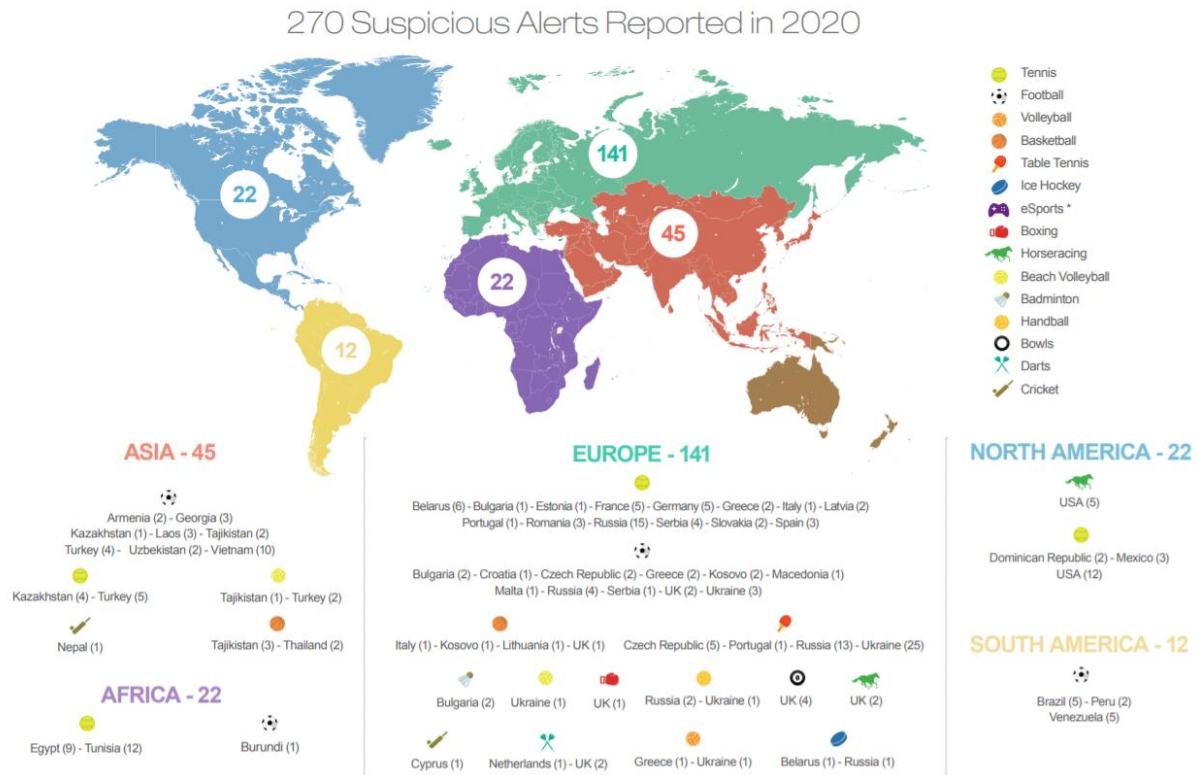 270 Suspicious Alerts Reported in 2020
22
141
45
22
12
Tennis
Football
Volleyball
Basketball
Table Tennis
Ice Hockey
eSports *
Boxing
Horseracing
Beach Volleyball
Badminton
Handball
Bowls
Darts
Cricket
ASIA - 45
Armenia (2) - Georgia (3)
Kazakhstan (1) - Laos (3) - Tajikistan (2)
Turkey (4) - Uzbekistan (2) - Vietnam (10)
Kazakhstan (4) - Turkey (5)
Tajikistan (1) - Turkey (2)
Nepal (1)
Tajikistan (3) - Thailand (2)
AFRICA - 22
Egypt (9) - Tunisia (12)
Burundi (1)
EUROPE - 141
Belarus (6) - Bulgaria (1) - Estonia (1) - France (5) - Germany (5) - Greece (2) - Italy (1) - Latvia (2)
Portugal (1) - Romania (3) - Russia (15) - Serbia (4) - Slovakia (2) - Spain (3)
Bulgaria (2) - Croatia (1) - Czech Republic (2) - Greece (2) - Kosovo (2) - Macedonia (1)
Malta (1) - Russia (4) - Serbia (1) - UK (2) - Ukraine (3)
Italy (1) - Kosovo (1) - Lithuania (1) - UK (1)
Czech Republic (5) - Portugal (1) - Russia (13) - Ukraine (25)
Bulgaria (2)
Ukraine (1)
UK (1)
Russia (2) - Ukraine (1)
UK (4)
UK (2)
Cyprus (1)
Netherlands (1) - UK (2)
Greece (1) - Ukraine (1)
Belarus (1) - Russia (1)
NORTH AMERICA - 22
USA (5)
Dominican Republic (2) - Mexico (3)
USA (12)
SOUTH AMERICA - 12
Brazil (5) - Peru (2)
Venezuela (5)